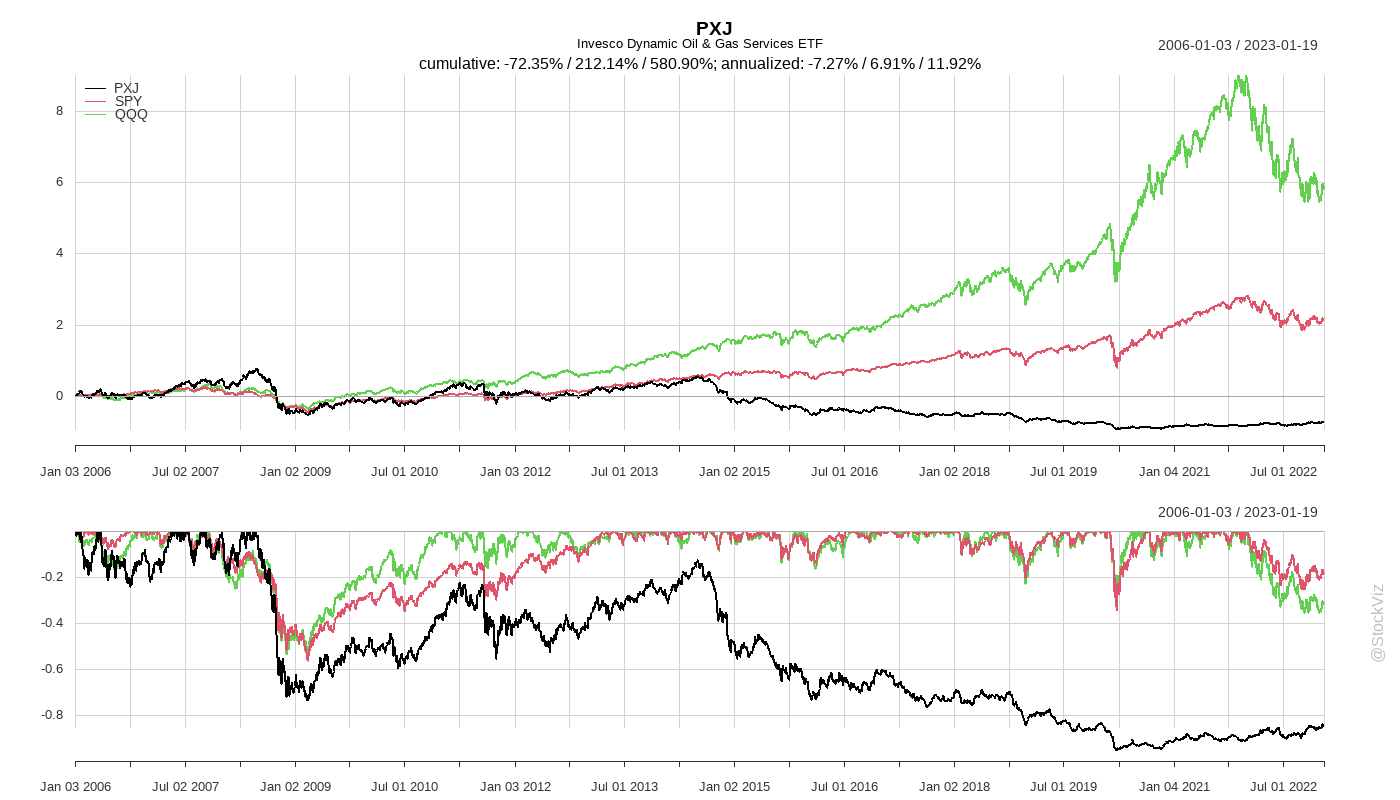 PXJ
Invesco Dynamic Oil & Gas Services ETF
2006-01-03 / 2023-01-19
cumulative: -72.35% / 212.14% / 580.90%; annualized: -7.27% / 6.91% / 11.92%
PXJ
SPY
QQQ
8
6
4
2
0
Jan 03 2006 Jul 02 2007 Jan 02 2009 Jul 01 2010 Jan 03 2012 Jul 01 2013 Jan 02 2015 Jul 01 2016 Jan 02 2018 Jul 01 2019 Jan 04 2021 Jul 01 2022
2006-01-03 / 2023-01-19
-0.2
-0.4
-0.6
-0.8
Jan 03 2006 Jul 02 2007 Jan 02 2009 Jul 01 2010 Jan 03 2012 Jul 01 2013 Jan 02 2015 Jul 01 2016 Jan 02 2018 Jul 01 2019 Jan 04 2021 Jul 01 2022
@StockViz